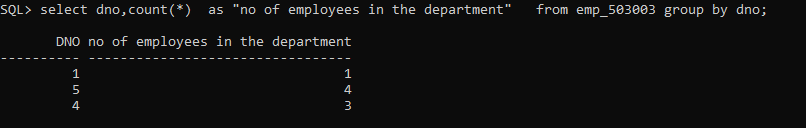 SQL> select dno,count(*)  as "no of employees in the department"   from emp_503003 group by dno;
       DNO no of employees in the department
---------- ---------------------------------
         1                                 1
         5                                 4
         4                                 3